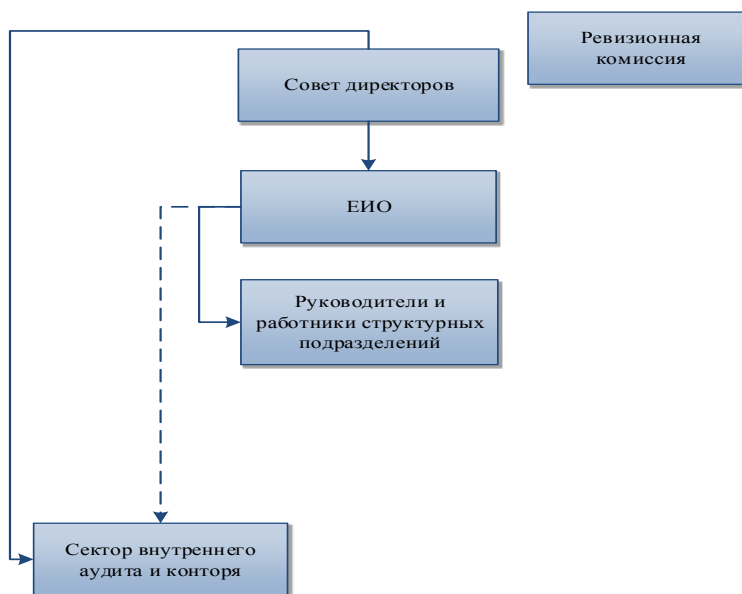 Ревизионная
комиссия
Совет директоров
ЕИО
Руководители и
работники структурных
подразделений
Сектор внутреннего
аудита и конторя